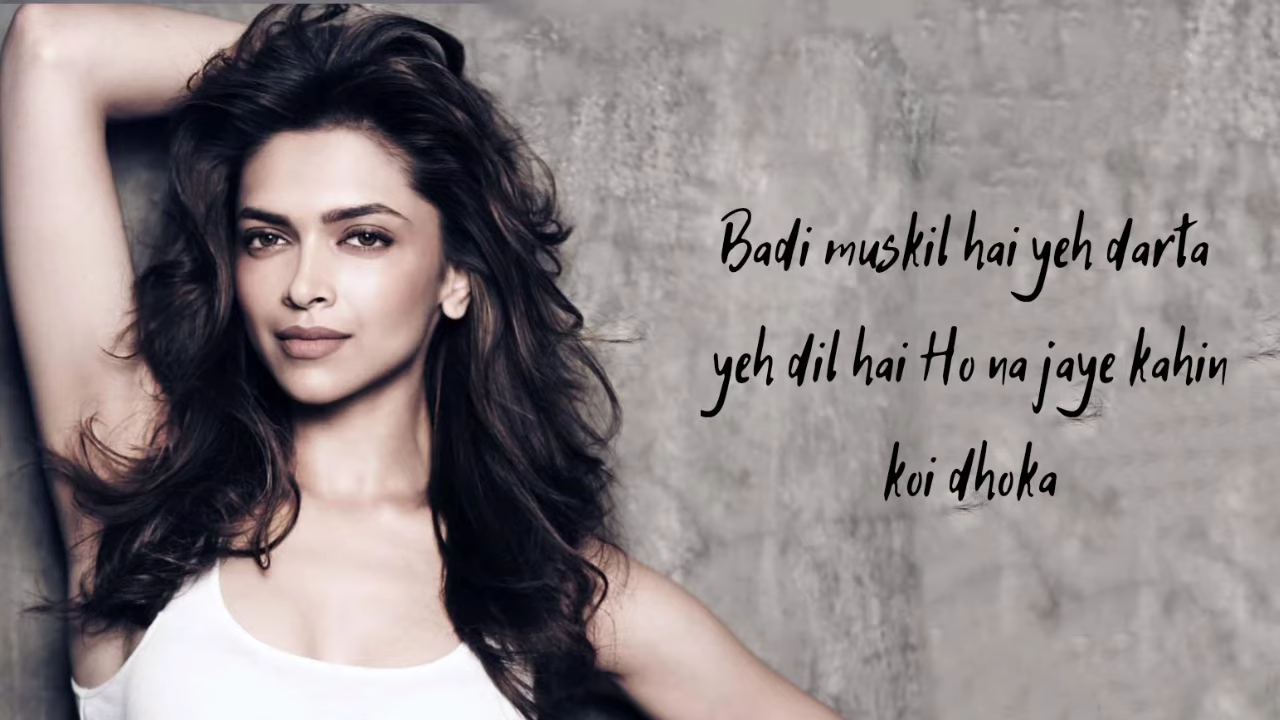 Badi muskil hai yeh darta
yeh dil hai Ho na jaye kahin
koi dhoka